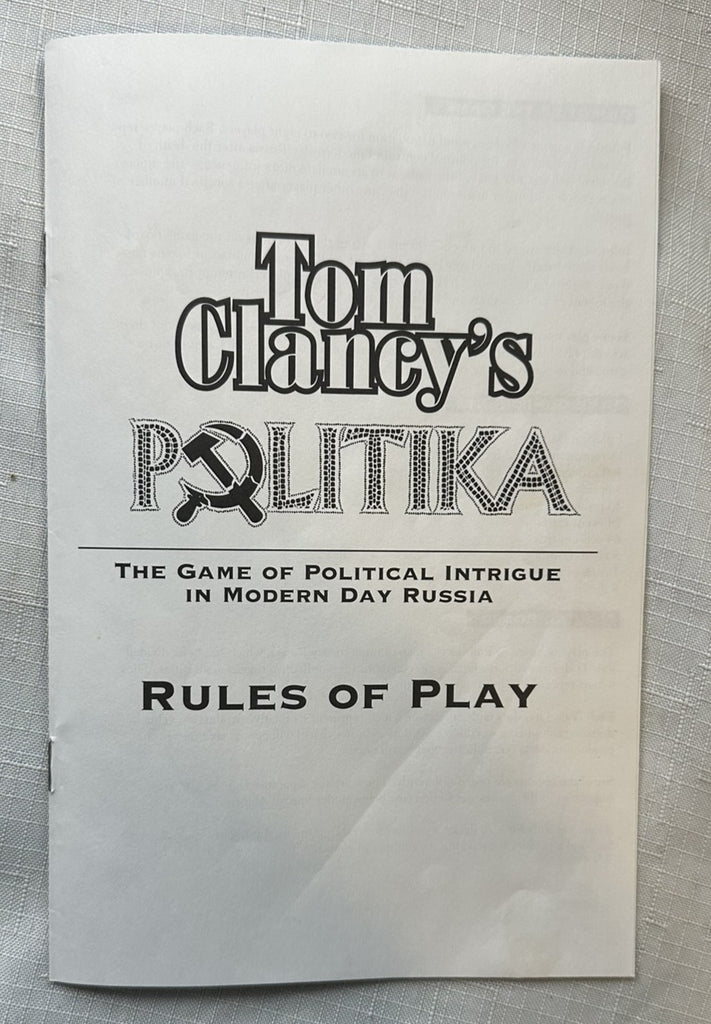 Tom
Clancy's
POLITIKA
THE GAME OF POLITICAL INTRIGUE
IN MODERN DAY RUSSIA
RULES OF PLAY